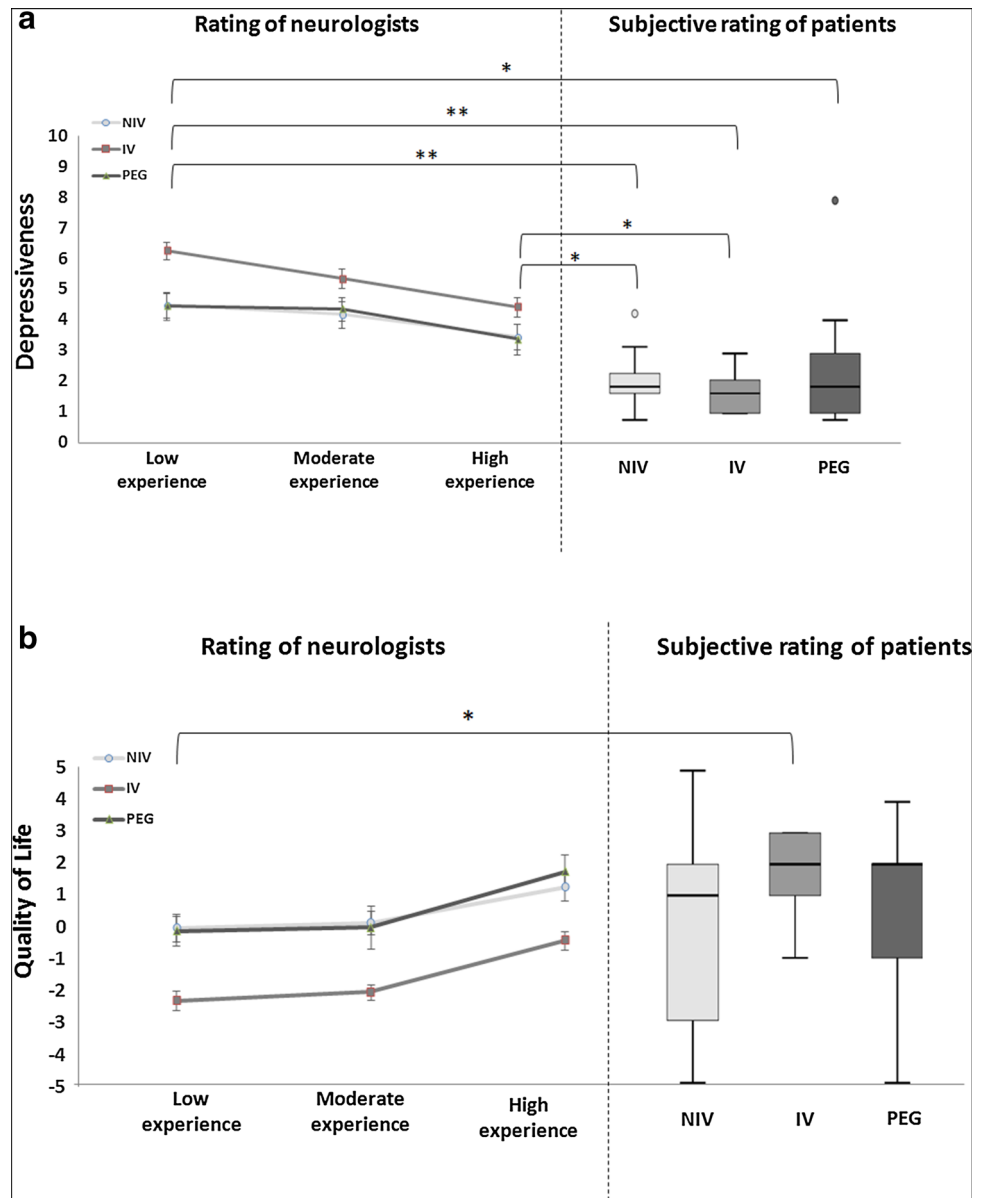 a
Rating of neurologists
Subjective rating of patients
*
**
**
*
*
NIV
IV
PEG
Depressiveness
10
9
8
7
6
5
4
3
2
1
0
Low experience
Moderate experience
High experience
NIV
IV
PEG
b
Rating of neurologists
Subjective rating of patients
*
NIV
IV
PEG
Quality of Life
5
4
3
2
1
0
-1
-2
-3
-4
-5
Low experience
Moderate experience
High experience
NIV
IV
PEG